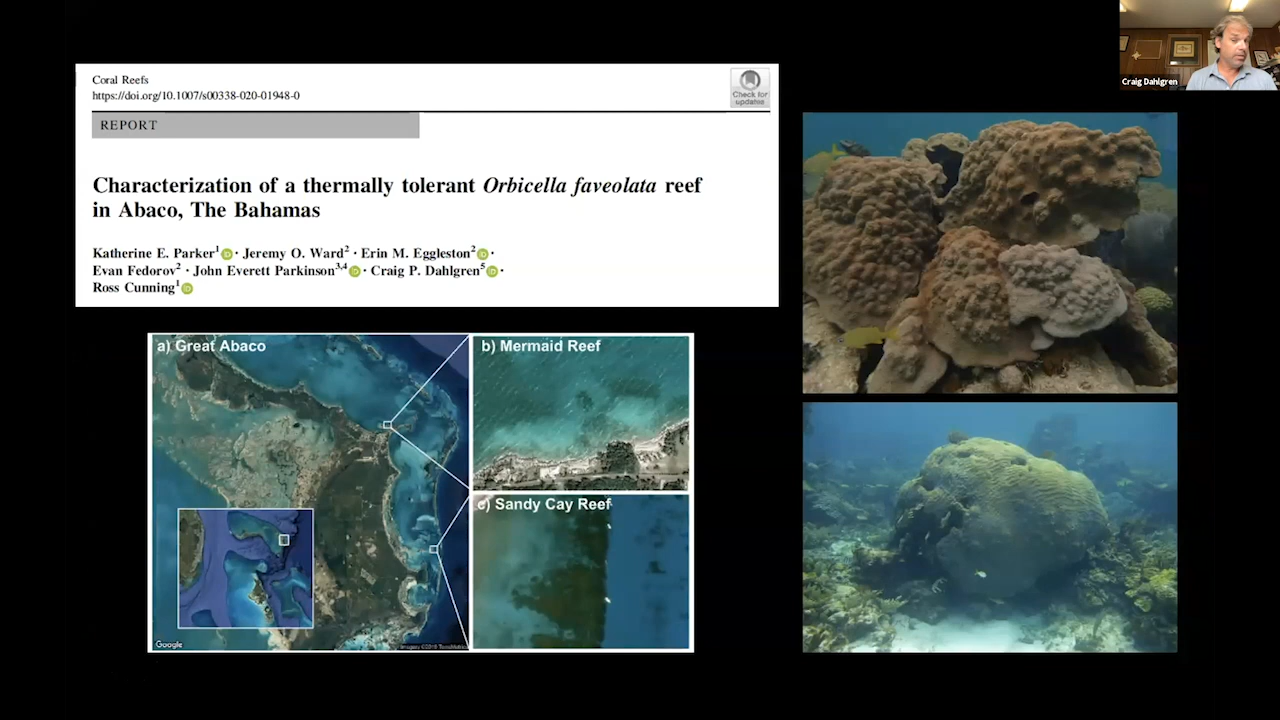 Craig Dahlgren
Coral Reefs
https://doi.org/10.1007/s00338-020-01948-0
Check for
updates
REPORT
Characterization of a thermally tolerant Orbicella faveolata reef
in Abaco, The Bahamas
Katherine E. Parker1 · Jeremy O. Ward2 · Erin M. Eggleston2 ·
Evan Fedorov2 · John Everett Parkinson3,4 · Craig P. Dahlgren5 ·
Ross Cunning1
a) Great Abaco
b) Mermaid Reef
c) Sandy Cay Reef
Google